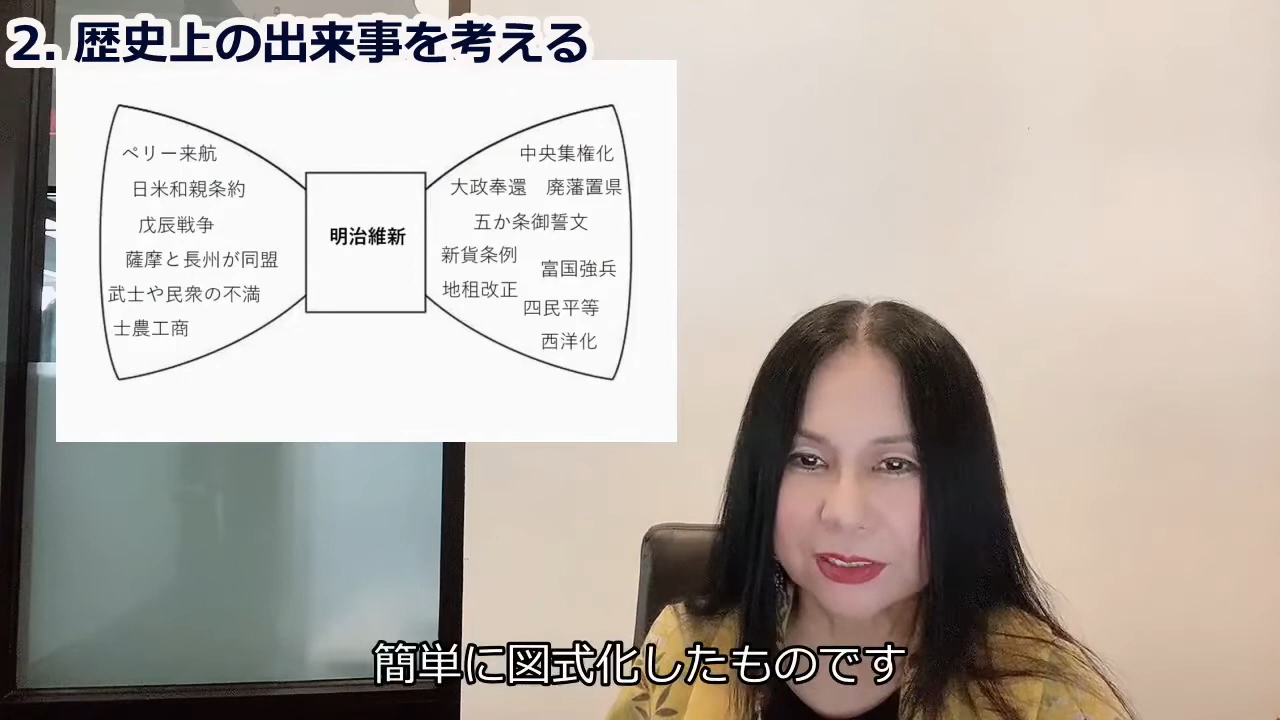 2. 歴史上の出来事を考える
ペリー来航
日米和親条約
戊辰戦争
薩摩と長州が同盟
武士や民衆の不満
士農工商
明治維新
中央集権化
大政奉還 廃藩置県
五か条御誓文
新貨条例
富国強兵
地租改正
四民平等
西洋化
簡単に図式化したものです